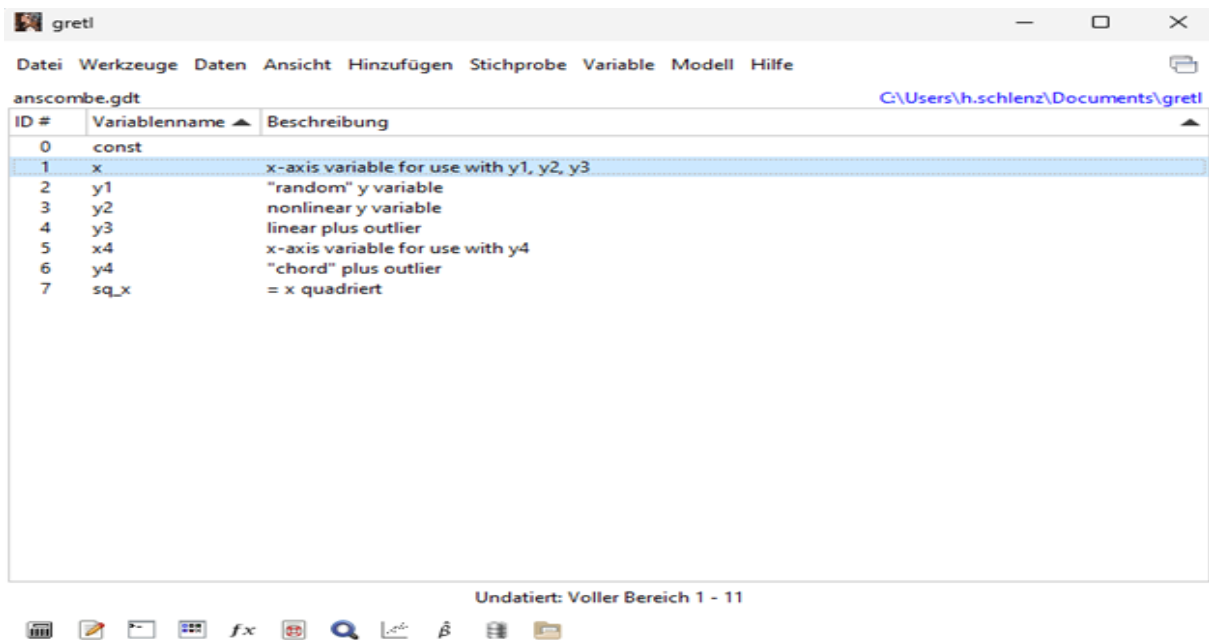 gretl
Datei Werkzeuge Daten Ansicht Hinzufügen Stichprobe Variable Modell Hilfe
anscombe.gdt C:\Users\h.schlenz\Documents\gretl
ID # Variablenname ▲ Beschreibung ▲
0 const
1 x x-axis variable for use with y1, y2, y3
2 y1 "random" y variable
3 y2 nonlinear y variable
4 y3 linear plus outlier
5 x4 x-axis variable for use with y4
6 y4 "chord" plus outlier
7 sq_x = x quadriert
Undatiert: Voller Bereich 1 - 11
fx β̂